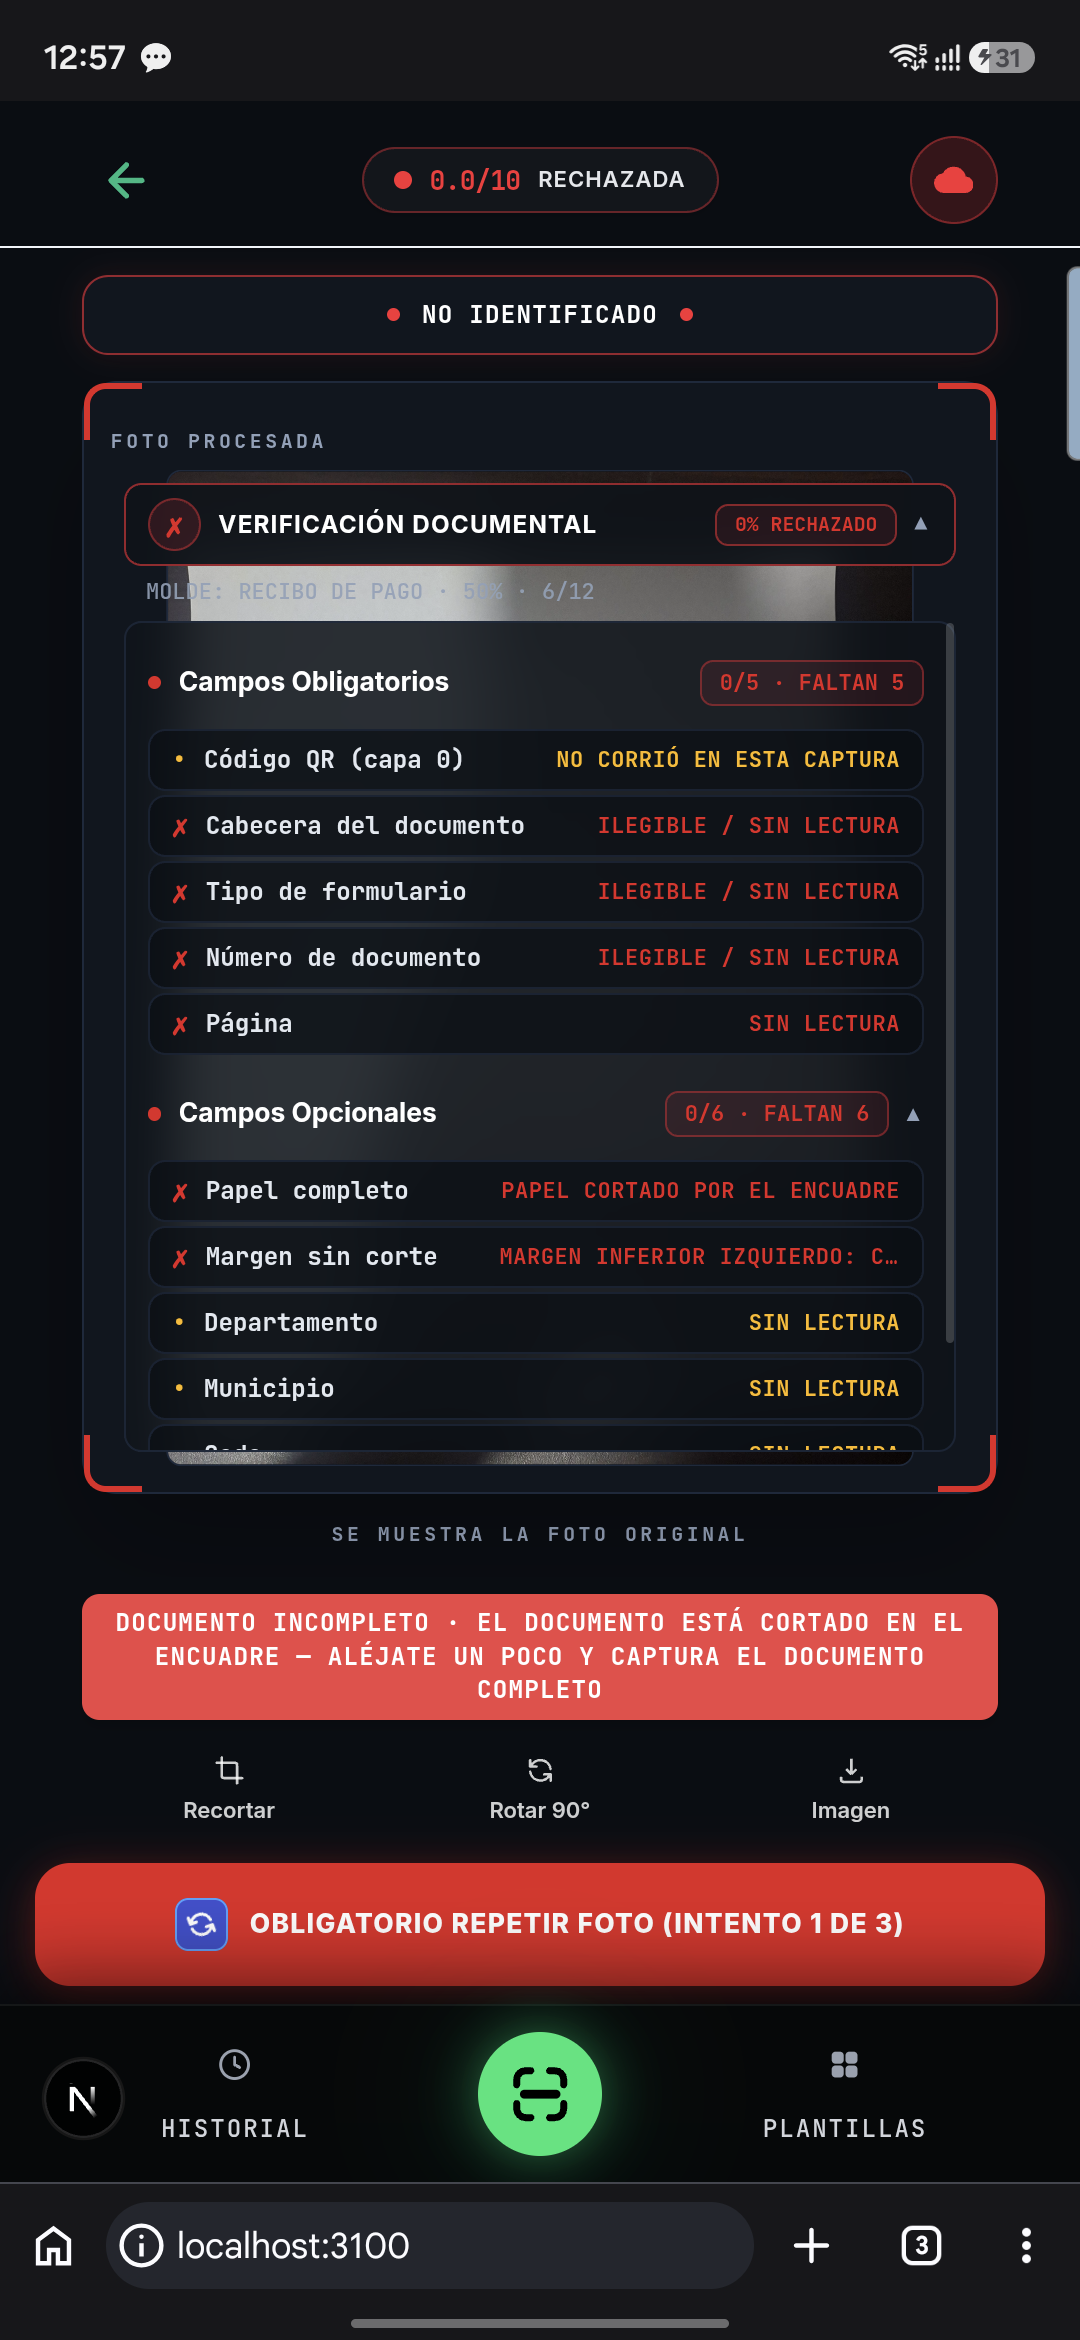 12:57
5
31
0.0/10 RECHAZADA
NO IDENTIFICADO
FOTO PROCESADA
✗ VERIFICACIÓN DOCUMENTAL 0% RECHAZADO ▲
MOLDE: RECIBO DE PAGO · 50% · 6/12
Campos Obligatorios 0/5 · FALTAN 5
• Código QR (capa 0) NO CORRIÓ EN ESTA CAPTURA
✗ Cabecera del documento ILEGIBLE / SIN LECTURA
✗ Tipo de formulario ILEGIBLE / SIN LECTURA
✗ Número de documento ILEGIBLE / SIN LECTURA
✗ Página SIN LECTURA
Campos Opcionales 0/6 · FALTAN 6 ▲
✗ Papel completo PAPEL CORTADO POR EL ENCUADRE
✗ Margen sin corte MARGEN INFERIOR IZQUIERDO: C…
• Departamento SIN LECTURA
• Municipio SIN LECTURA
SIN LECTURA
SE MUESTRA LA FOTO ORIGINAL
DOCUMENTO INCOMPLETO · EL DOCUMENTO ESTÁ CORTADO EN EL
ENCUADRE — ALÉJATE UN POCO Y CAPTURA EL DOCUMENTO
COMPLETO
Recortar Rotar 90° Imagen
OBLIGATORIO REPETIR FOTO (INTENTO 1 DE 3)
N
HISTORIAL PLANTILLAS
localhost:3100 3